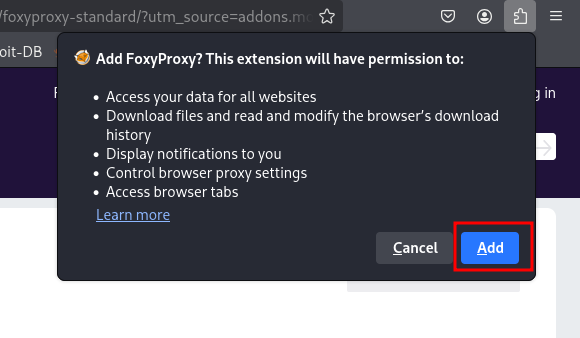 /foxyproxy-standard/?utm_source=addons.m
oit-DB
Add FoxyProxy? This extension will have permission to:
• Access your data for all websites
• Download files and read and modify the browser's download
history
• Display notifications to you
• Control browser proxy settings
• Access browser tabs
Learn more
g in
Cancel
Add